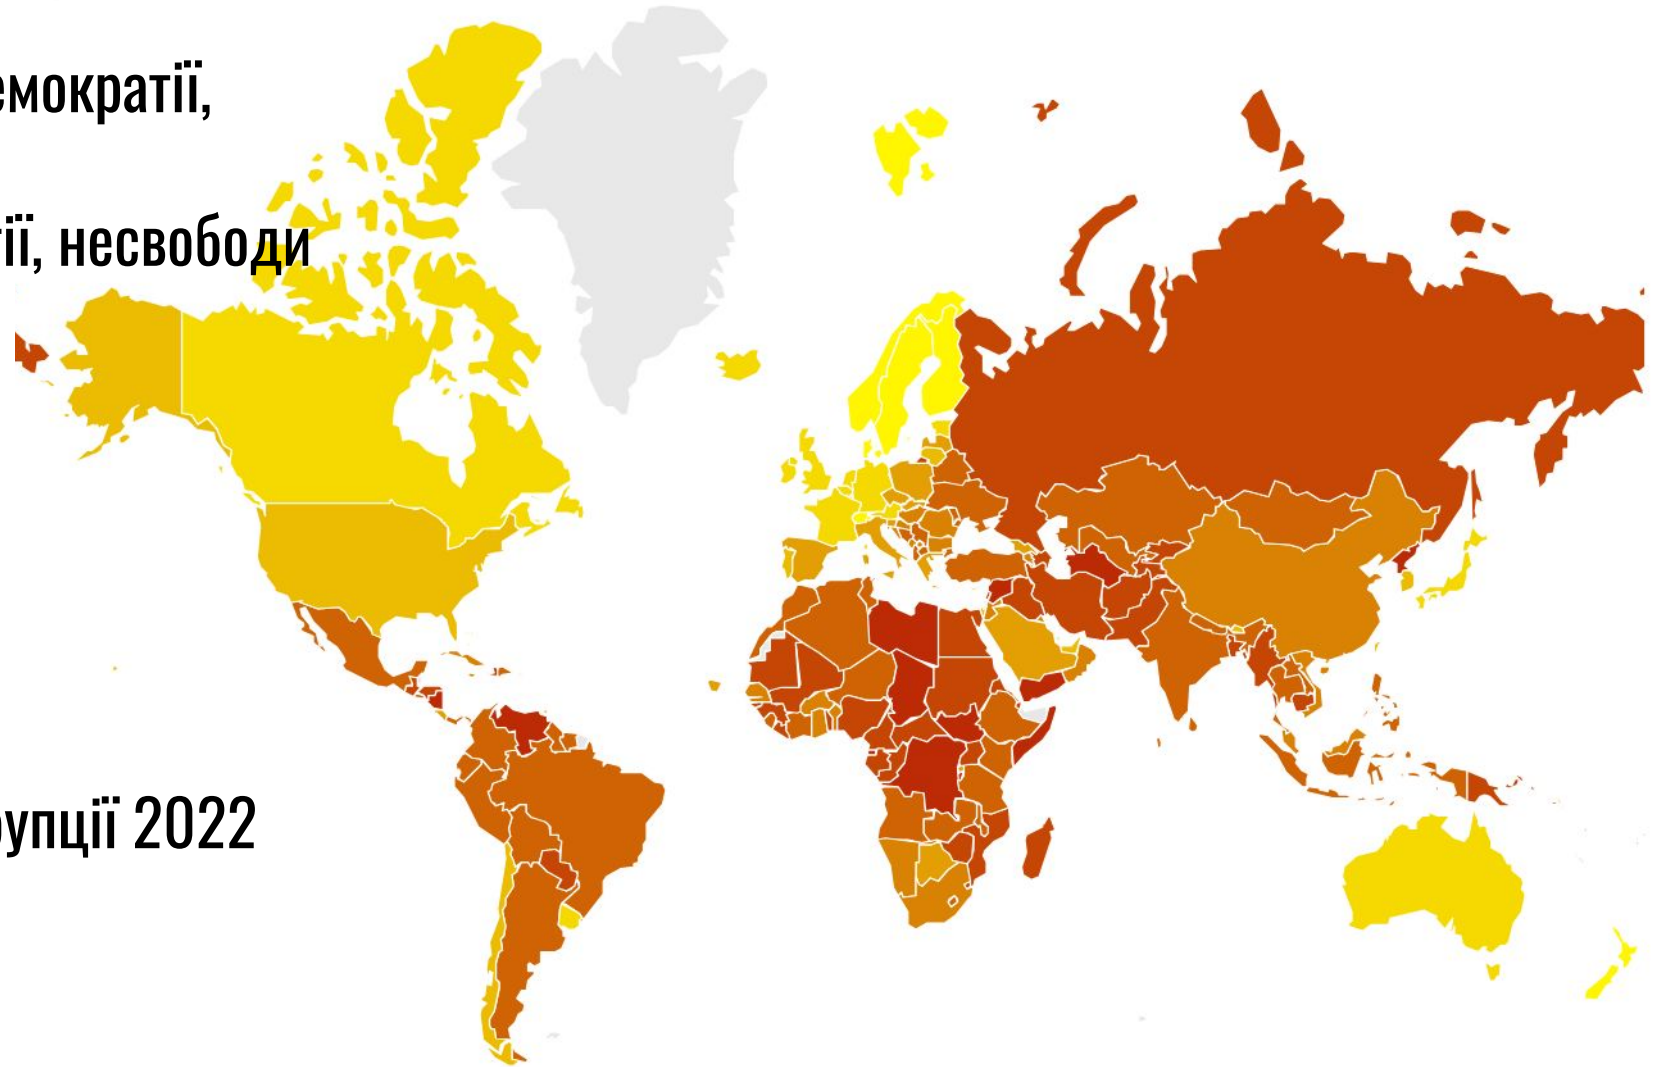 емократії,
ії, несвободи
упції 2022